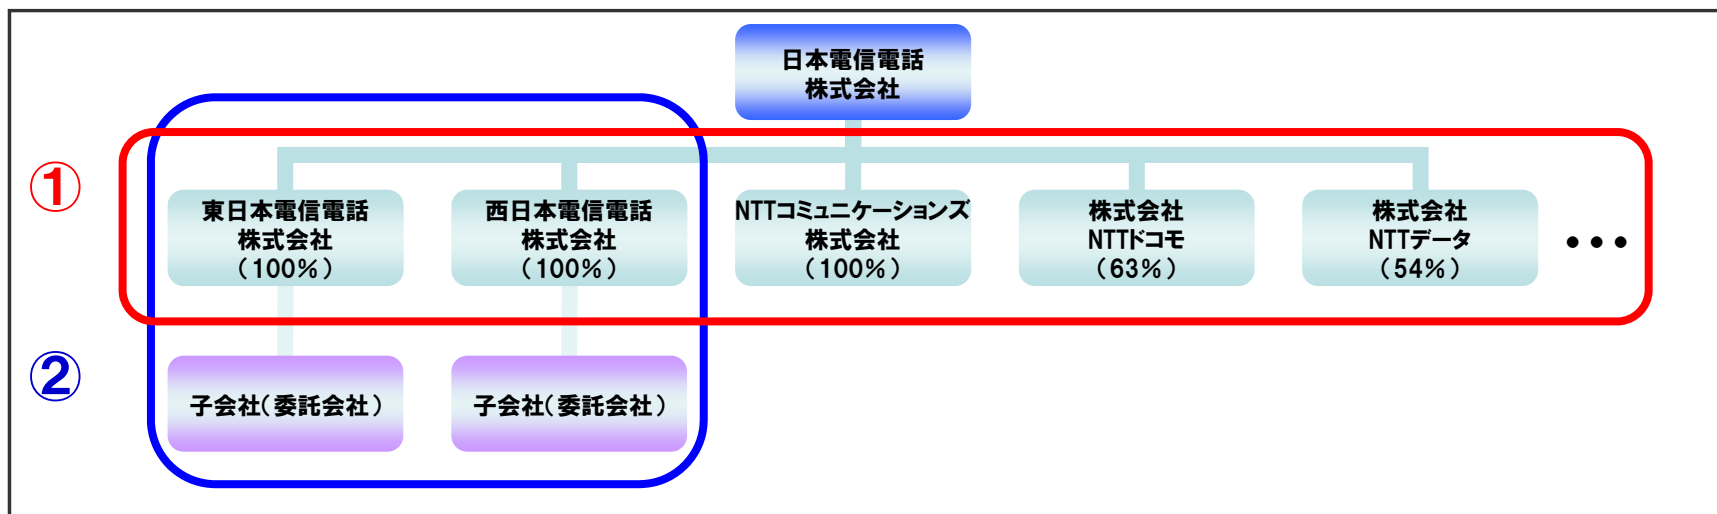 日本電信電話
株式会社
①
東日本電信電話
株式会社
(100%)
西日本電信電話
株式会社
(100%)
NTTコミュニケーションズ
株式会社
(100%)
株式会社
NTTドコモ
(63%)
株式会社
NTTデータ
(54%)
•••
②
子会社(委託会社)
子会社(委託会社)